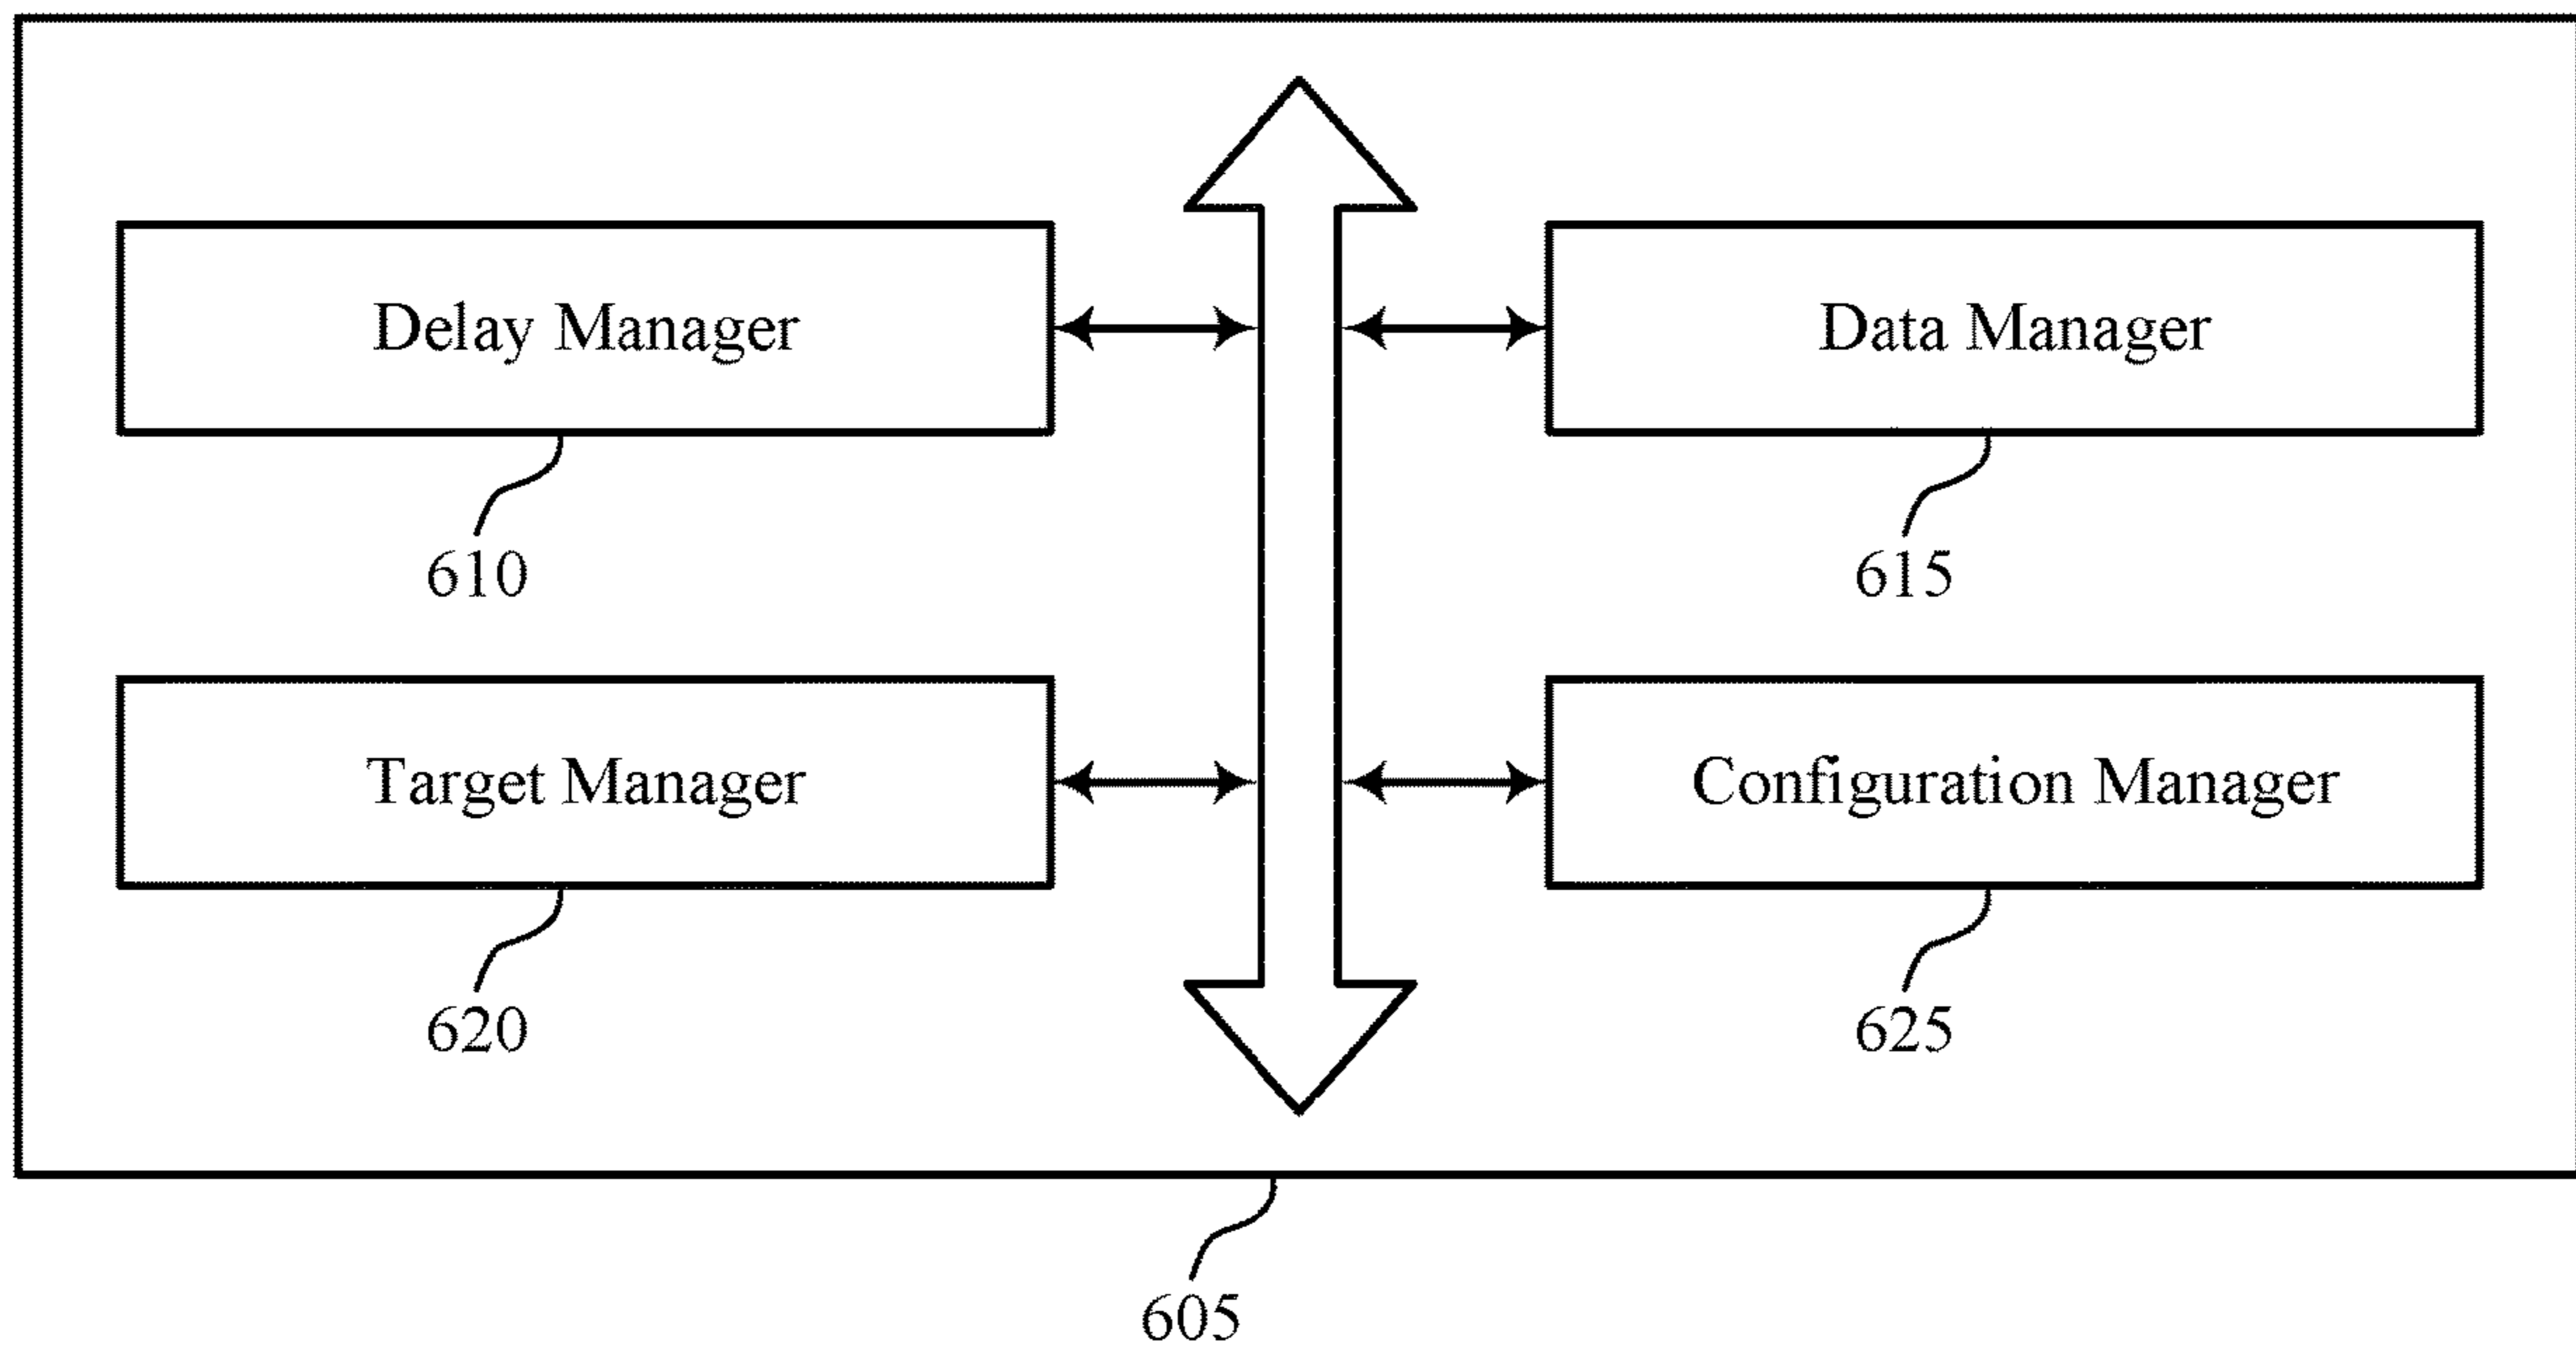 Delay Manager
Data Manager
610
615
Target Manager
Configuration Manager
620
625
605